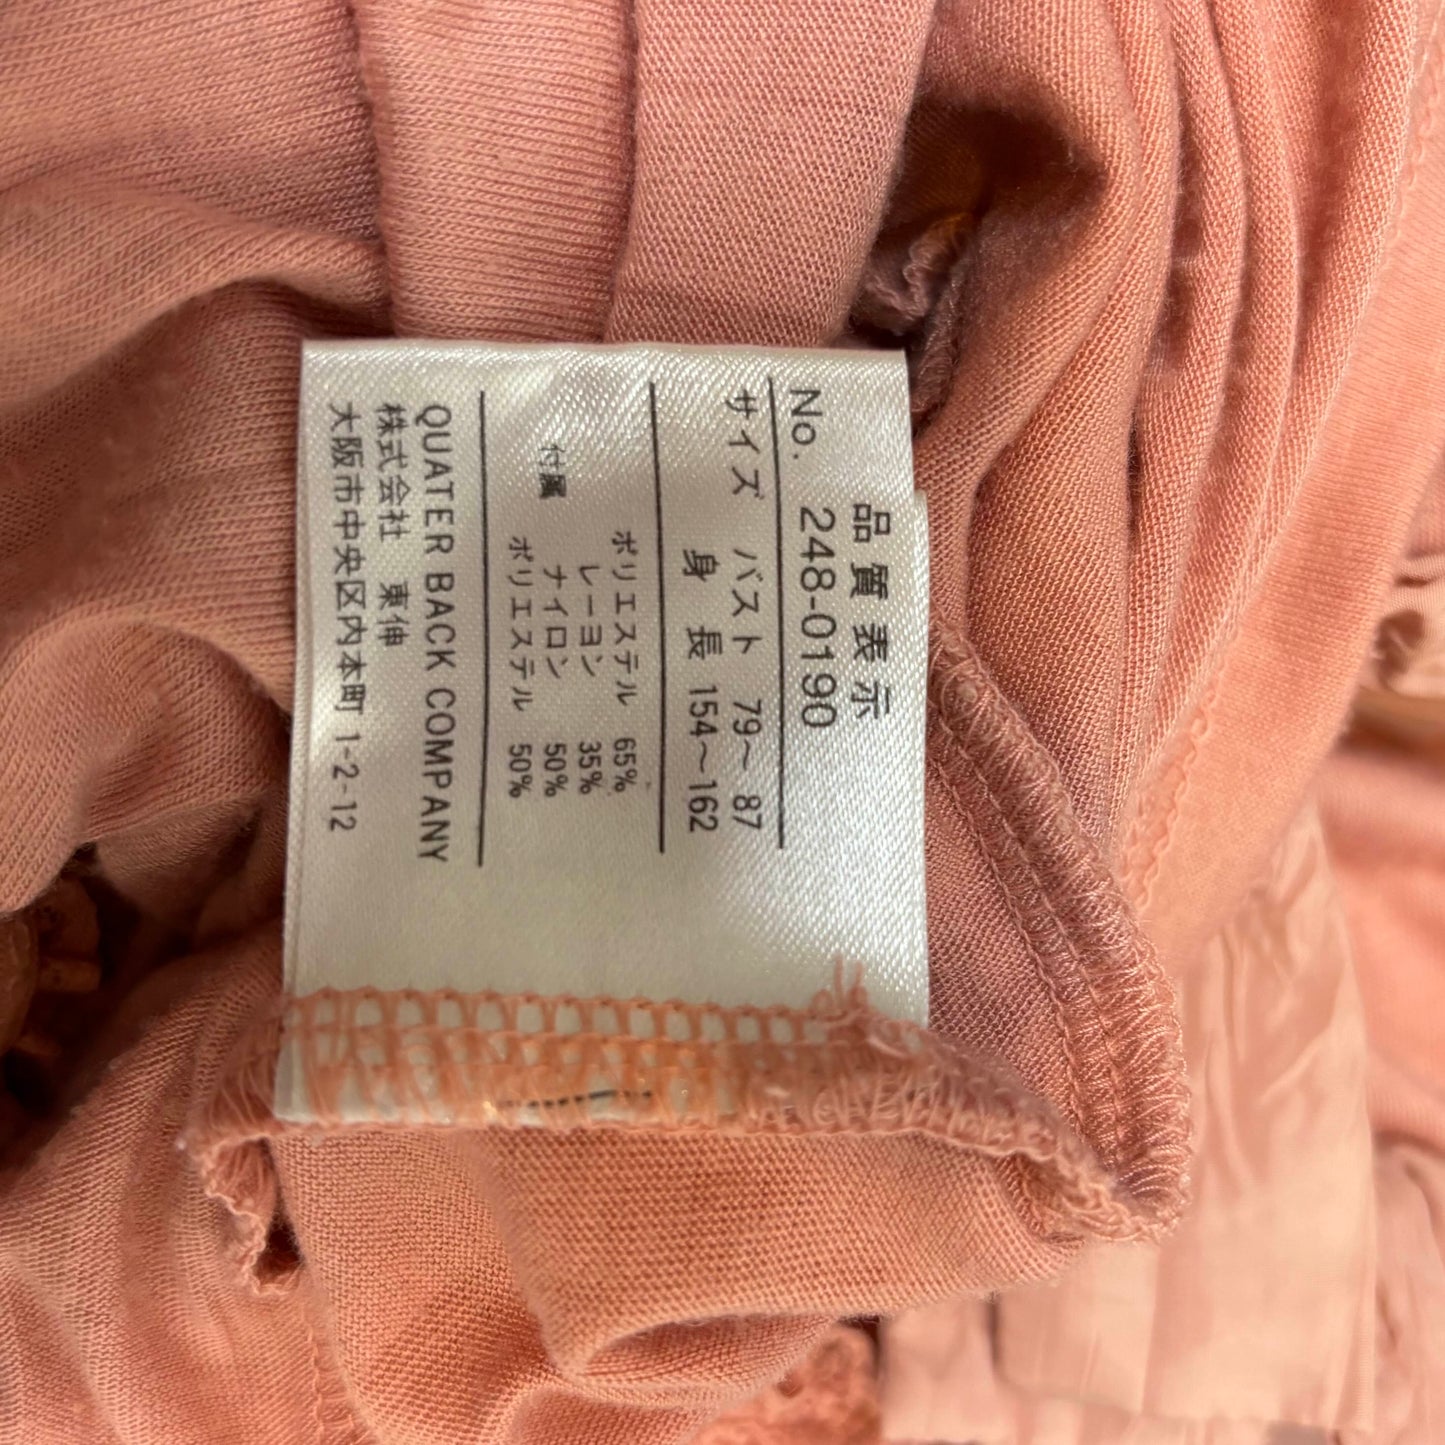 品質表示
No. 248-0190
サイズ バスト 79〜 87
身 長 154〜162
ポリエステル 65%
レーヨン 35%
付属 ナイロン 50%
ポリエステル 50%
QUATER BACK COMPANY
株式会社 東伸
大阪市中央区内本町 1-2-12